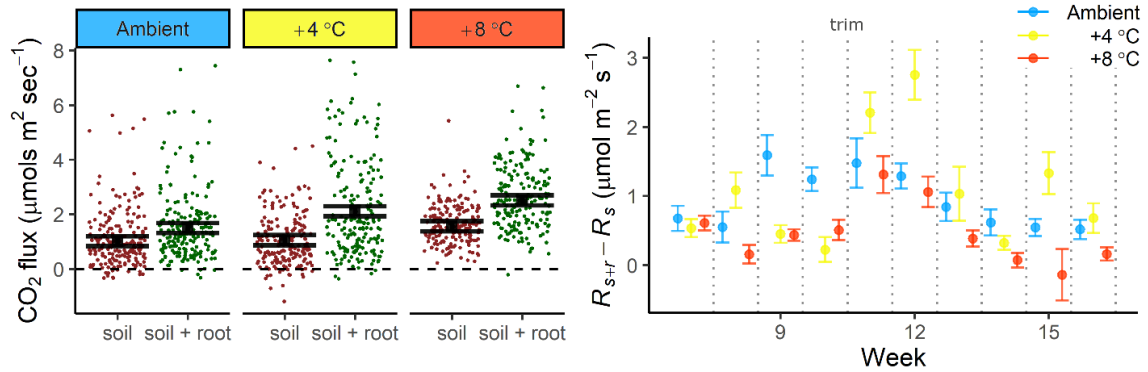 Ambient
+4 °C
+8 °C
CO2 flux (μmols m² sec⁻¹)
8
6
4
2
0
soil soil + root
soil soil + root
soil soil + root
trim
Ambient
+4 °C
+8 °C
Rs+r − Rs (μmol m⁻² s⁻¹)
3
2
1
0
9
12
15
Week